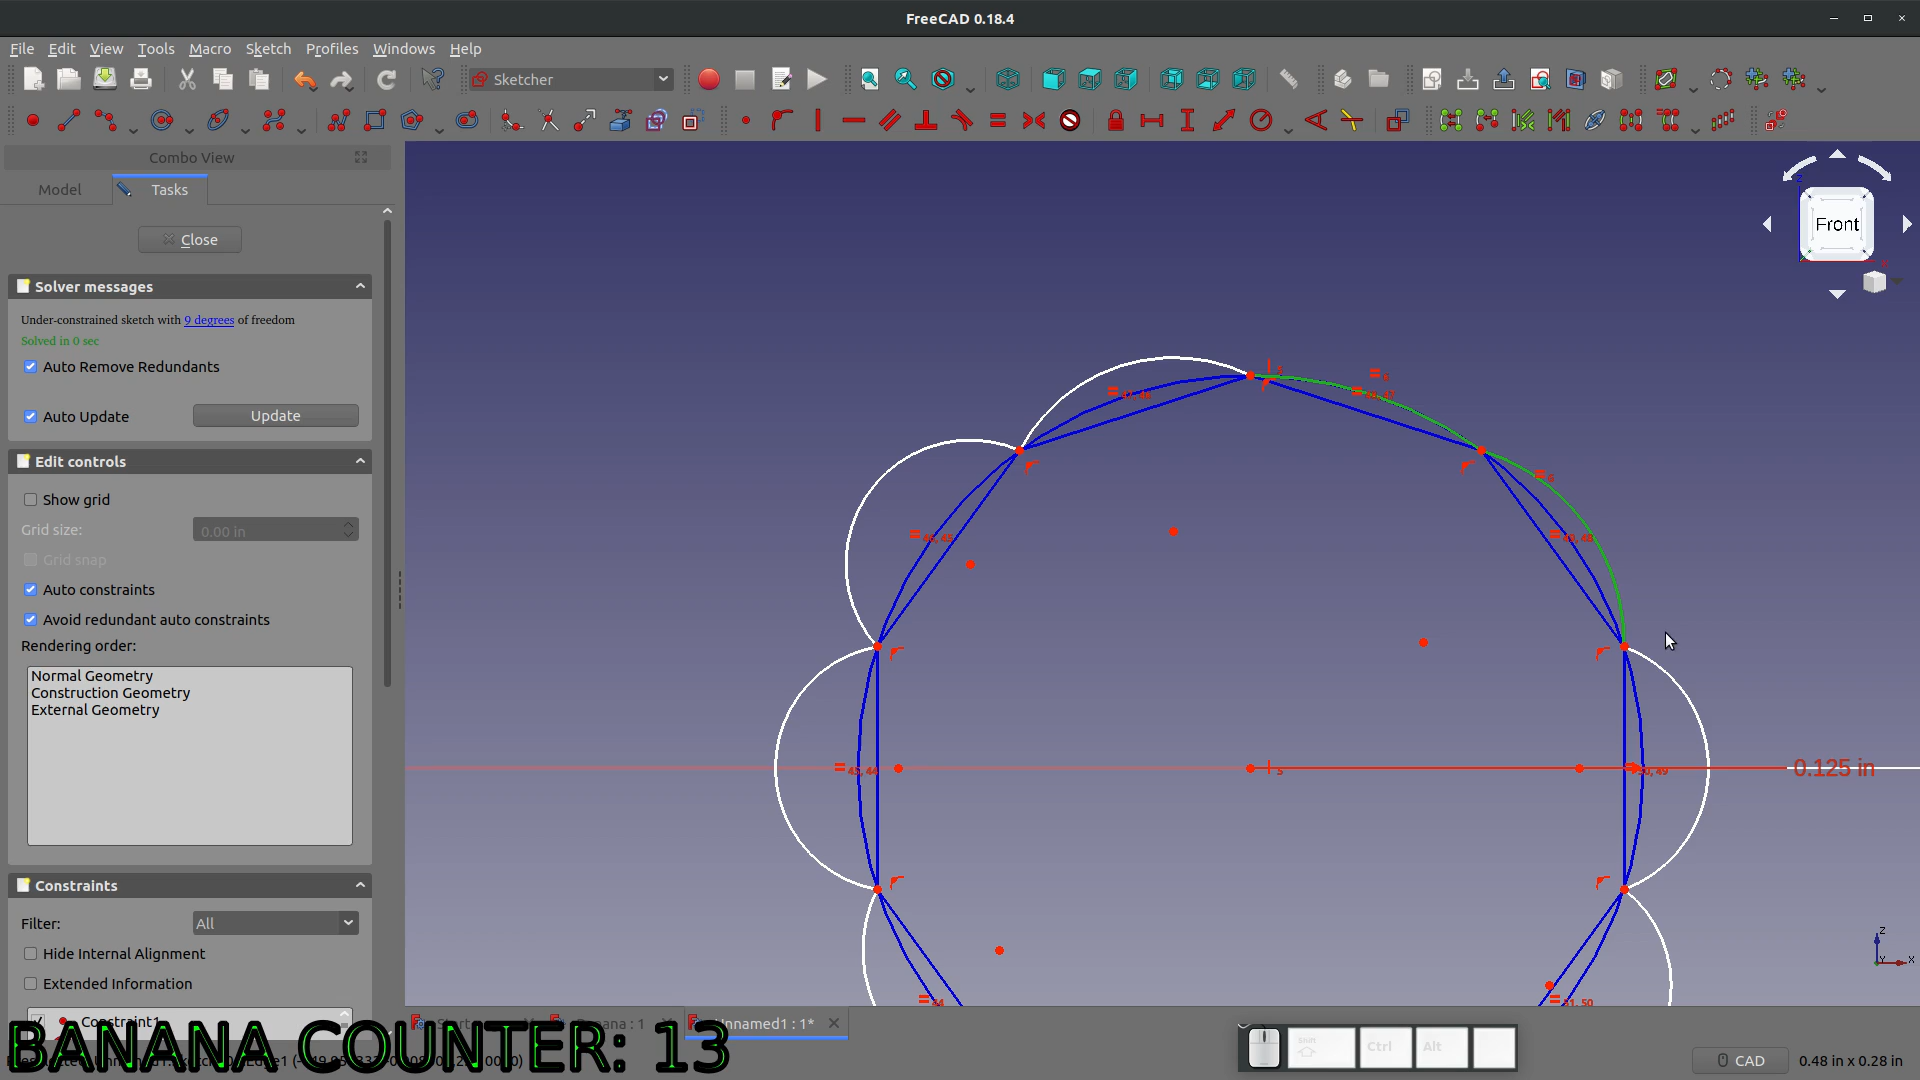 FreeCAD 0.18.4
File Edit View Tools Macro Sketch Profiles Windows Help
Sketcher
Combo View
Model
Tasks
Close
Solver messages
Under-constrained sketch with 9 degrees of freedom
Solved in 0 sec
Auto Remove Redundants
Auto Update
Update
Edit controls
Show grid
Grid size:
0.00 in
Grid snap
Auto constraints
Avoid redundant auto constraints
Rendering order:
Normal Geometry
Construction Geometry
External Geometry
Constraints
Filter:
All
Hide Internal Alignment
Extended Information
Constraint1
Front
0.125 in
Z
X
Unnamed1 : 1*
BANANA COUNTER: 13
Shift
Ctrl
Alt
CAD
0.48 in x 0.28 in